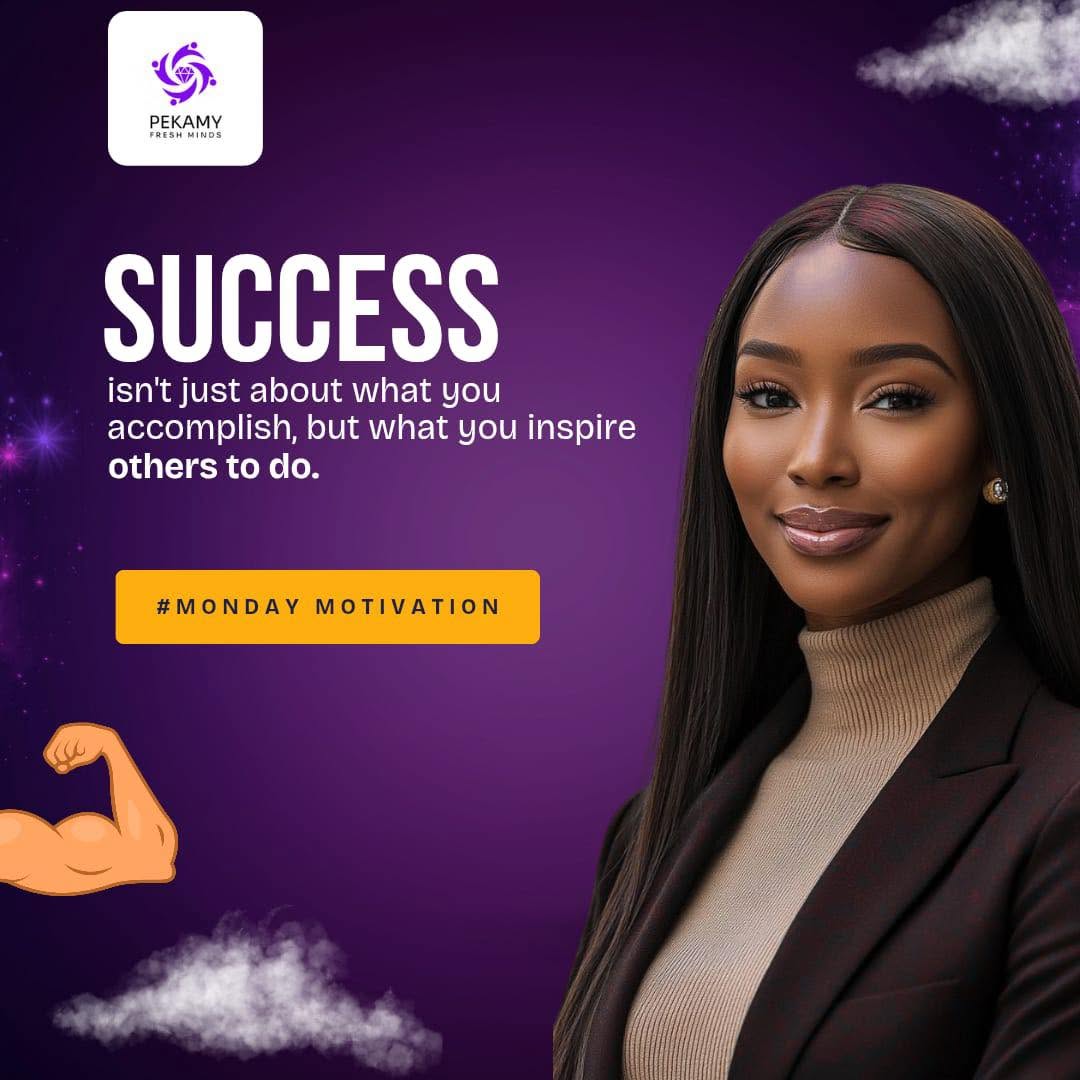 PEKAMY
FRESH MINDS
SUCCESS
isn't just about what you
accomplish, but what you inspire
others to do.
#MONDAY MOTIVATION